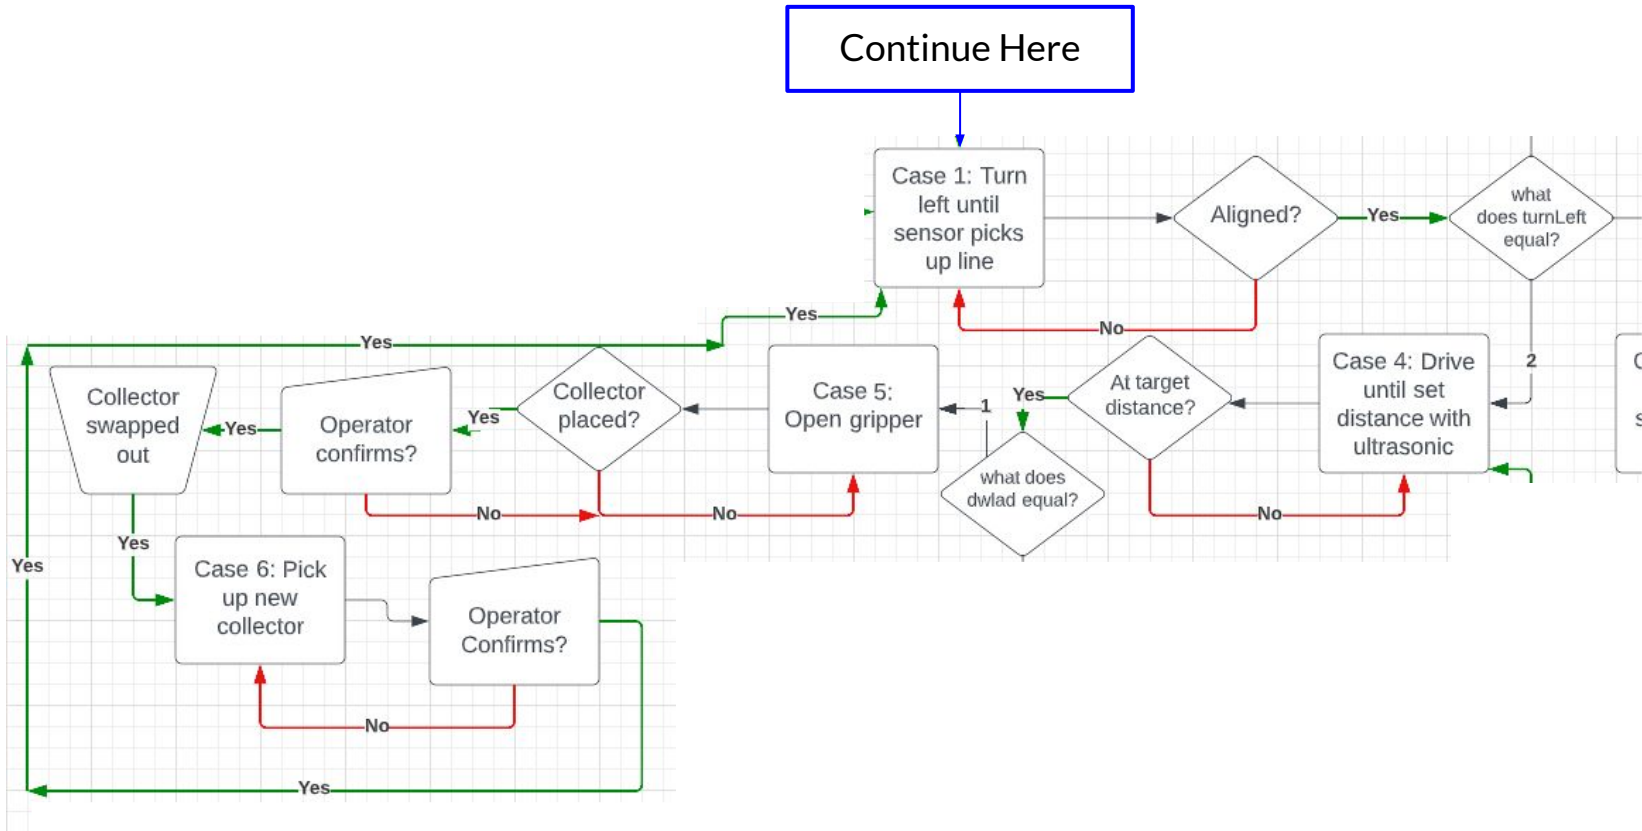 Continue Here
Case 1: Turn
left until
sensor picks
up line
Aligned?
Yes
what
does turnLeft
equal?
No
Yes
Yes
2
Case 4: Drive
until set
distance with
ultrasonic
At target
distance?
Yes
No
1
what does
dwlad equal?
Case 5:
Open gripper
Collector
placed?
Yes
No
Operator
confirms?
Yes
No
Collector
swapped
out
Yes
Yes
Case 6: Pick
up new
collector
Operator
Confirms?
No
Yes